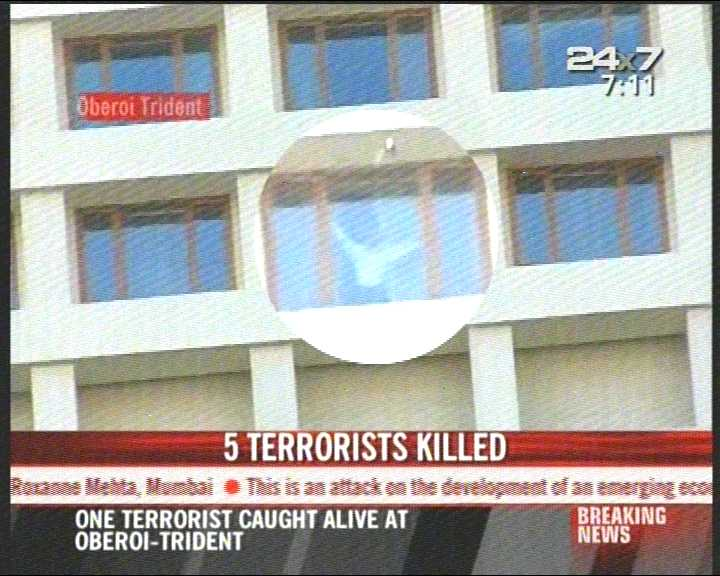 24x7
7:11
Oberoi Trident
5 TERRORISTS KILLED
Roxanne Mehta, Mumbai • This is an attack on the development of an emerging eco
ONE TERRORIST CAUGHT ALIVE AT
OBEROI-TRIDENT
BREAKING
NEWS